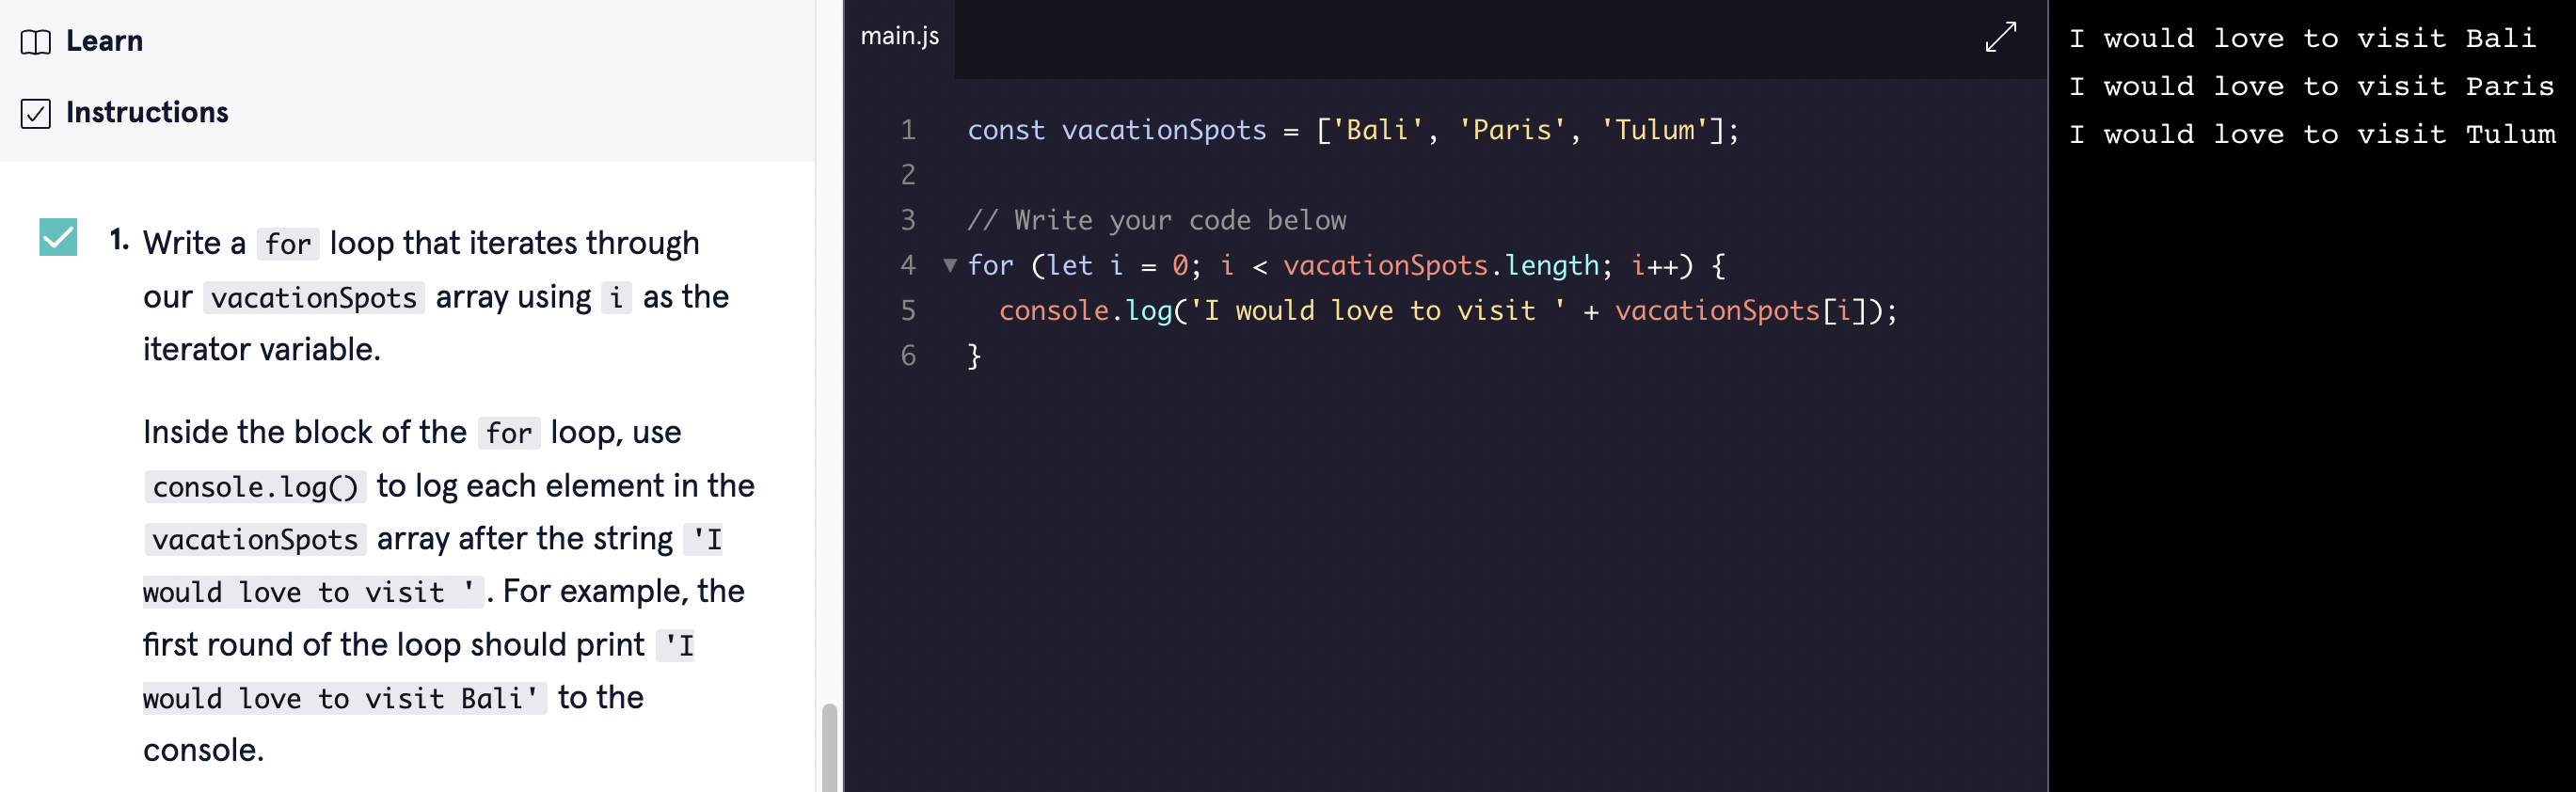 Learn
Instructions
1. Write a for loop that iterates through
our vacationSpots array using i as the
iterator variable.
Inside the block of the for loop, use
console.log() to log each element in the
vacationSpots array after the string 'I
would love to visit '. For example, the
first round of the loop should print 'I
would love to visit Bali' to the
console.
main.js
1 const vacationSpots = ['Bali', 'Paris', 'Tulum'];
2
3 // Write your code below
4 for (let i = 0; i < vacationSpots.length; i++) {
5   console.log('I would love to visit ' + vacationSpots[i]);
6 }
I would love to visit Bali
I would love to visit Paris
I would love to visit Tulum